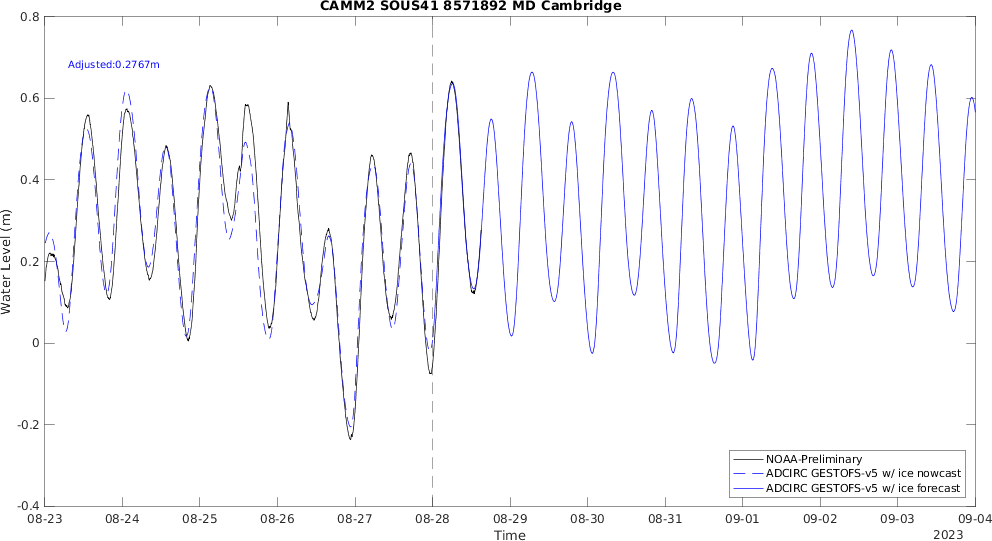 CAMM2 SOUS41 8571892 MD Cambridge
Adjusted:0.2767m
Water Level (m)
0.8
0.6
0.4
0.2
0
-0.2
-0.4
NOAA-Preliminary
ADCIRC GESTOFS-v5 w/ ice nowcast
ADCIRC GESTOFS-v5 w/ ice forecast
08-23 08-24 08-25 08-26 08-27 08-28 08-29 08-30 08-31 09-01 09-02 09-03 09-04
Time
2023